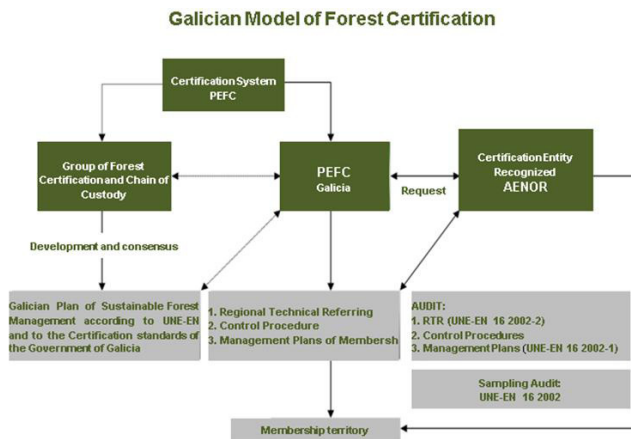 Galician Model of Forest Certification
Certification System
PEFC
Group of Forest
Certification and Chain of
Custody
PEFC
Galicia
Request
Certification Entity
Recognized
AENOR
Development and consensus
Galician Plan of Sustainable Forest
Management according to UNE-EN
and to the Certification standards of
the Government of Galicia
1. Regional Technical Referring
2. Control Procedure
3. Management Plans of Membersh
AUDIT:
1. RTR (UNE-EN 16 2002-2)
2. Control Procedures
3. Management Plans (UNE-EN 16 2002-1)
Sampling Audit:
UNE-EN 16 2002
Membership territory